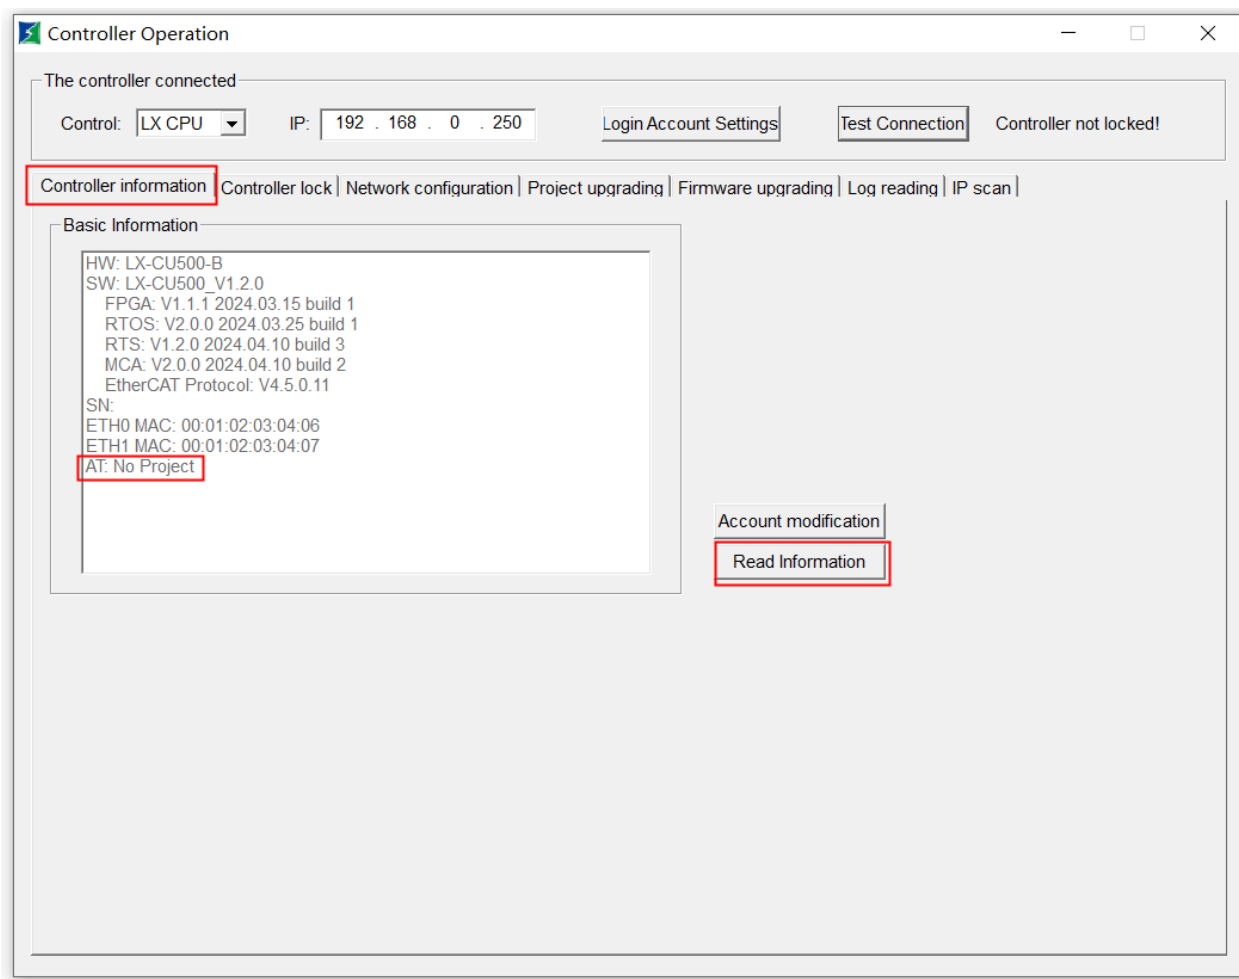 Controller Operation
The controller connected
Control: LX CPU IP: 192 . 168 . 0 . 250 Login Account Settings Test Connection Controller not locked!
Controller information Controller lock Network configuration Project upgrading Firmware upgrading Log reading IP scan
Basic Information
HW: LX-CU500-B
SW: LX-CU500_V1.2.0
FPGA: V1.1.1 2024.03.15 build 1
RTOS: V2.0.0 2024.03.25 build 1
RTS: V1.2.0 2024.04.10 build 3
MCA: V2.0.0 2024.04.10 build 2
EtherCAT Protocol: V4.5.0.11
SN:
ETH0 MAC: 00:01:02:03:04:06
ETH1 MAC: 00:01:02:03:04:07
AT: No Project
Account modification
Read Information